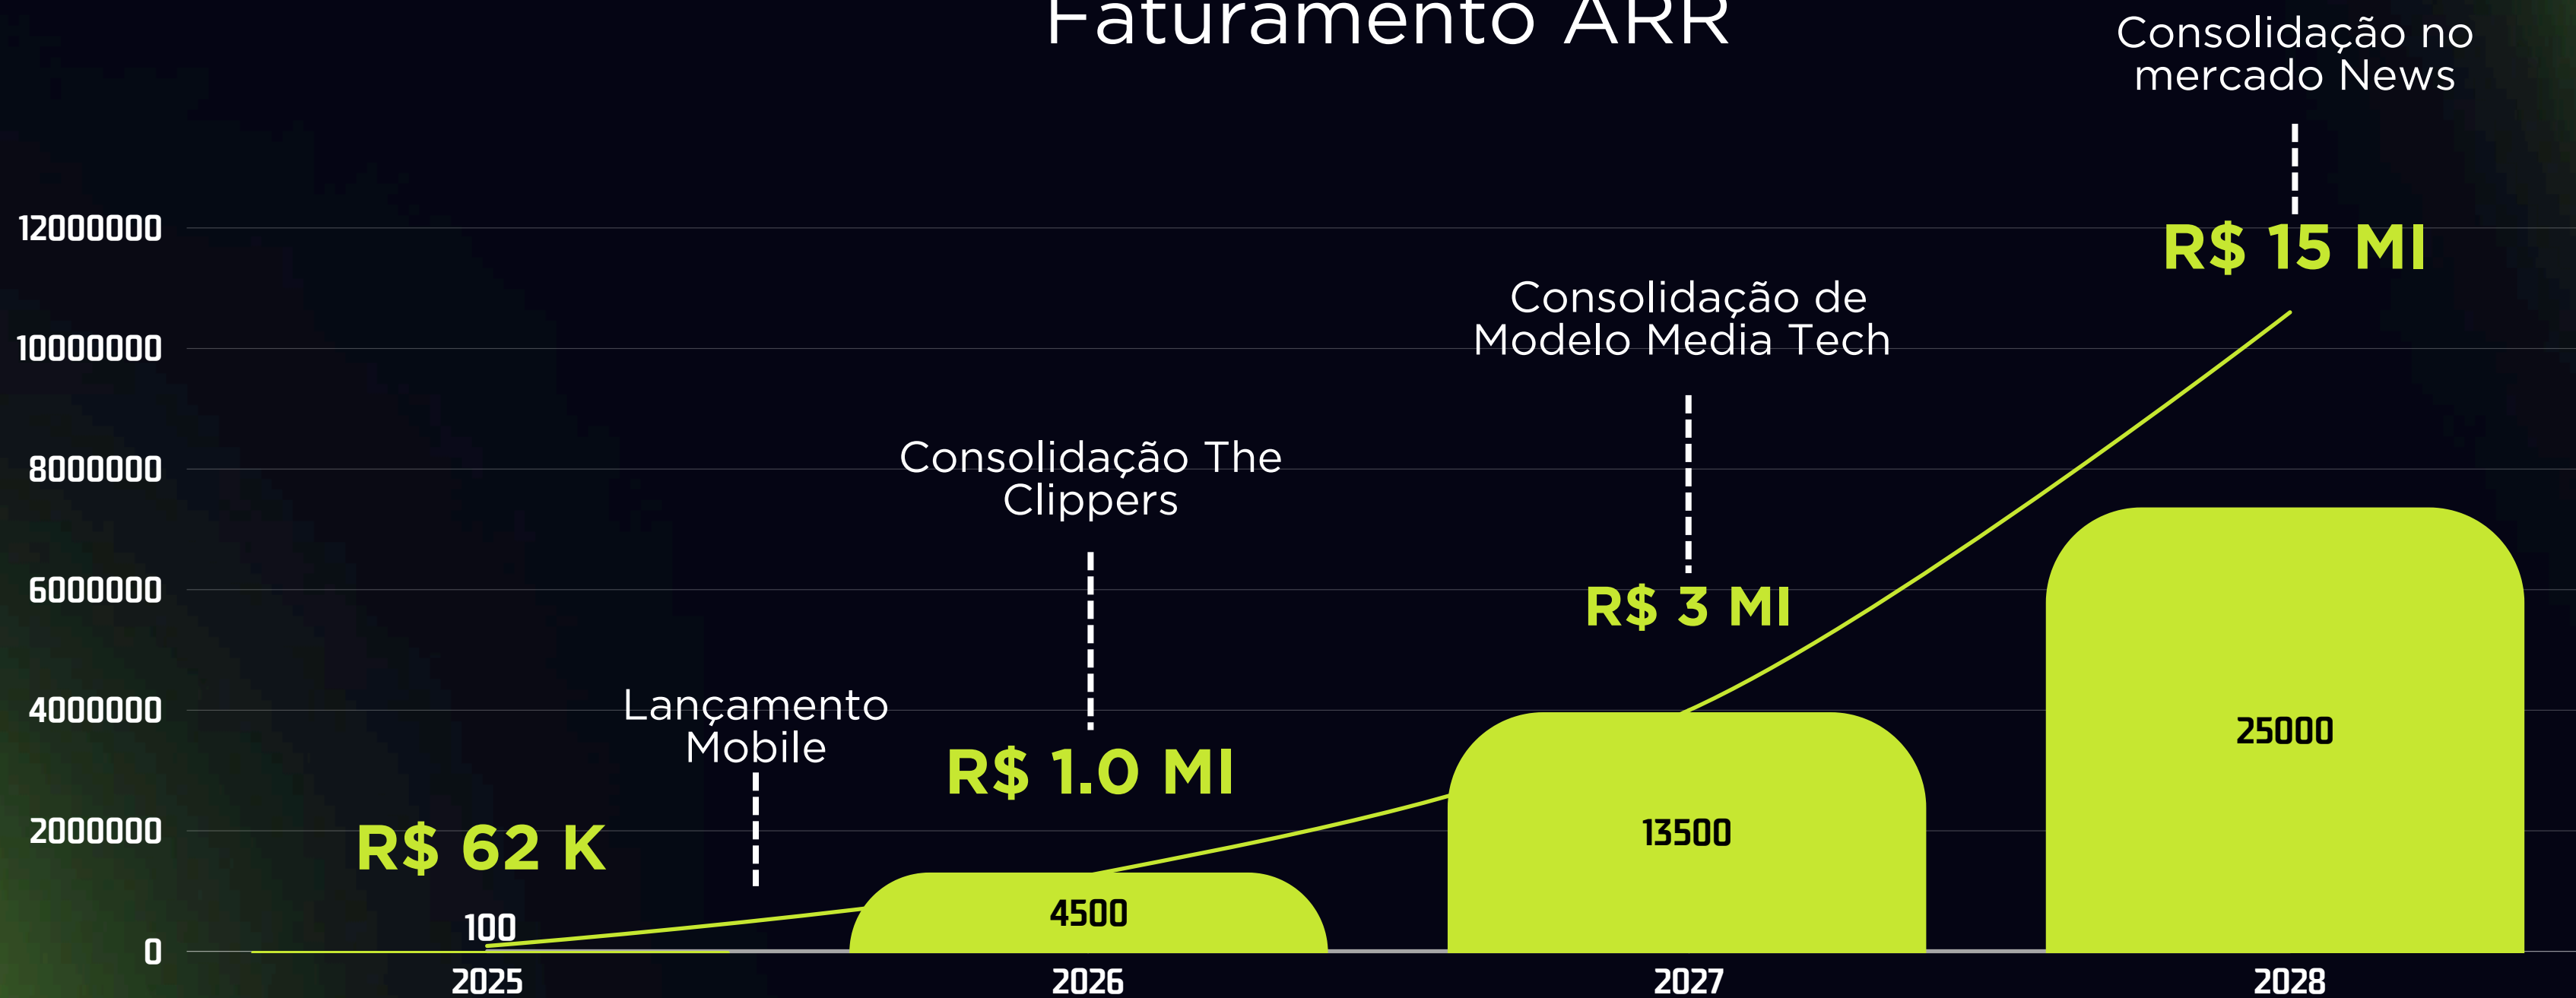 Faturamento ARR
Consolidação no
mercado News
12000000
R$ 15 MI
Consolidação de
Modelo Media Tech
10000000
Consolidação The
Clippers
8000000
6000000
R$ 3 MI
Lançamento
Mobile
4000000
R$ 1.0 MI
25000
2000000
R$ 62 K
13500
100
4500
0
2025
2026
2027
2028